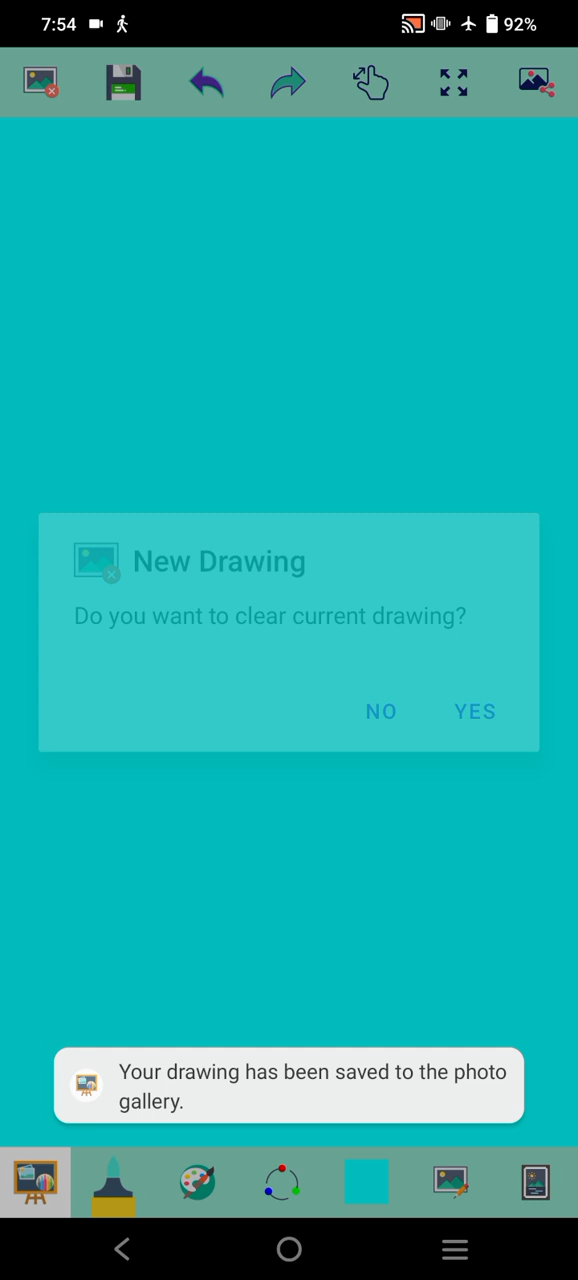 7:54
92%
New Drawing
Do you want to clear current drawing?
NO YES
Your drawing has been saved to the photo
gallery.